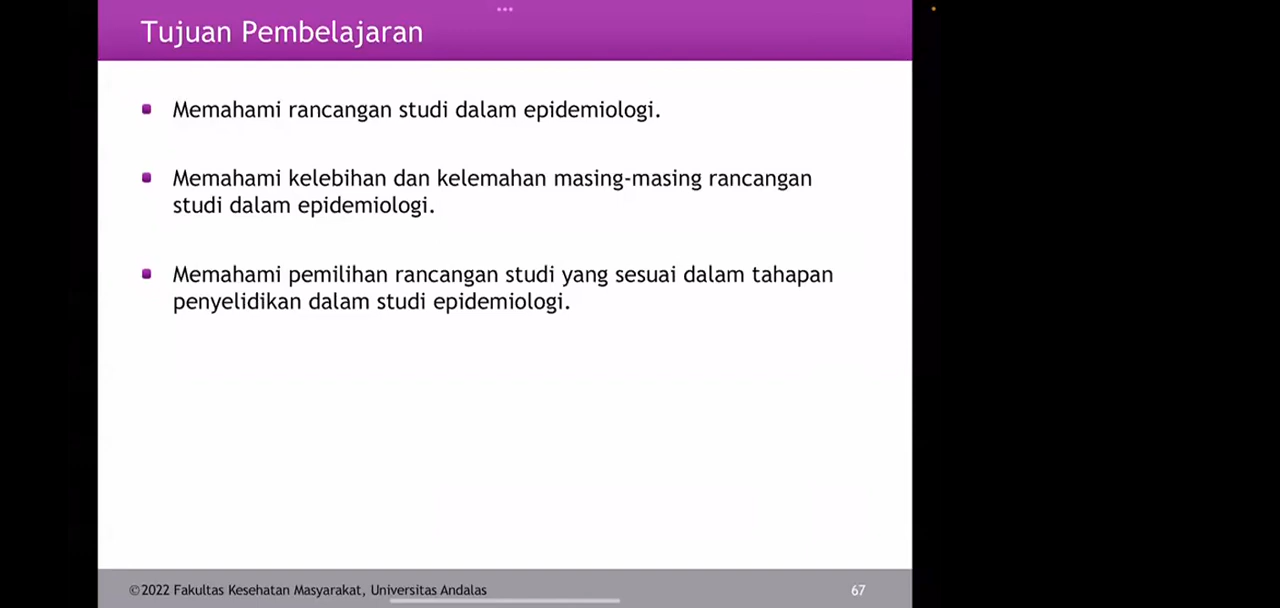 Tujuan Pembelajaran
Memahami rancangan studi dalam epidemiologi.
Memahami kelebihan dan kelemahan masing-masing rancangan
studi dalam epidemiologi.
Memahami pemilihan rancangan studi yang sesuai dalam tahapan
penyelidikan dalam studi epidemiologi.
©2022 Fakultas Kesehatan Masyarakat, Universitas Andalas
67